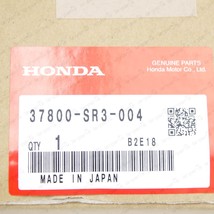 GENUINE PARTS
HONDA
Honda Motor Co., Ltd.
37800-SR3-004
QTY 1 B2E18
MADE IN JAPAN